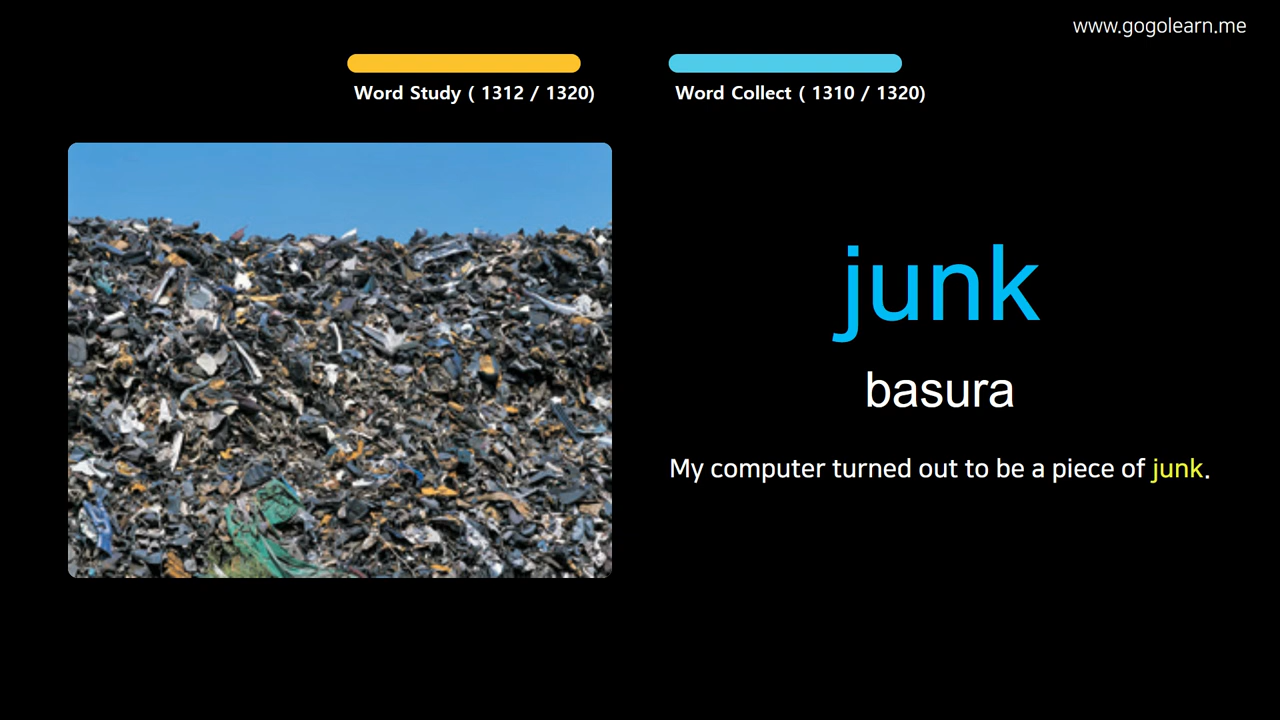 www.gogolearn.me
Word Study ( 1312 / 1320)
Word Collect ( 1310 / 1320)
junk
basura
My computer turned out to be a piece of junk.